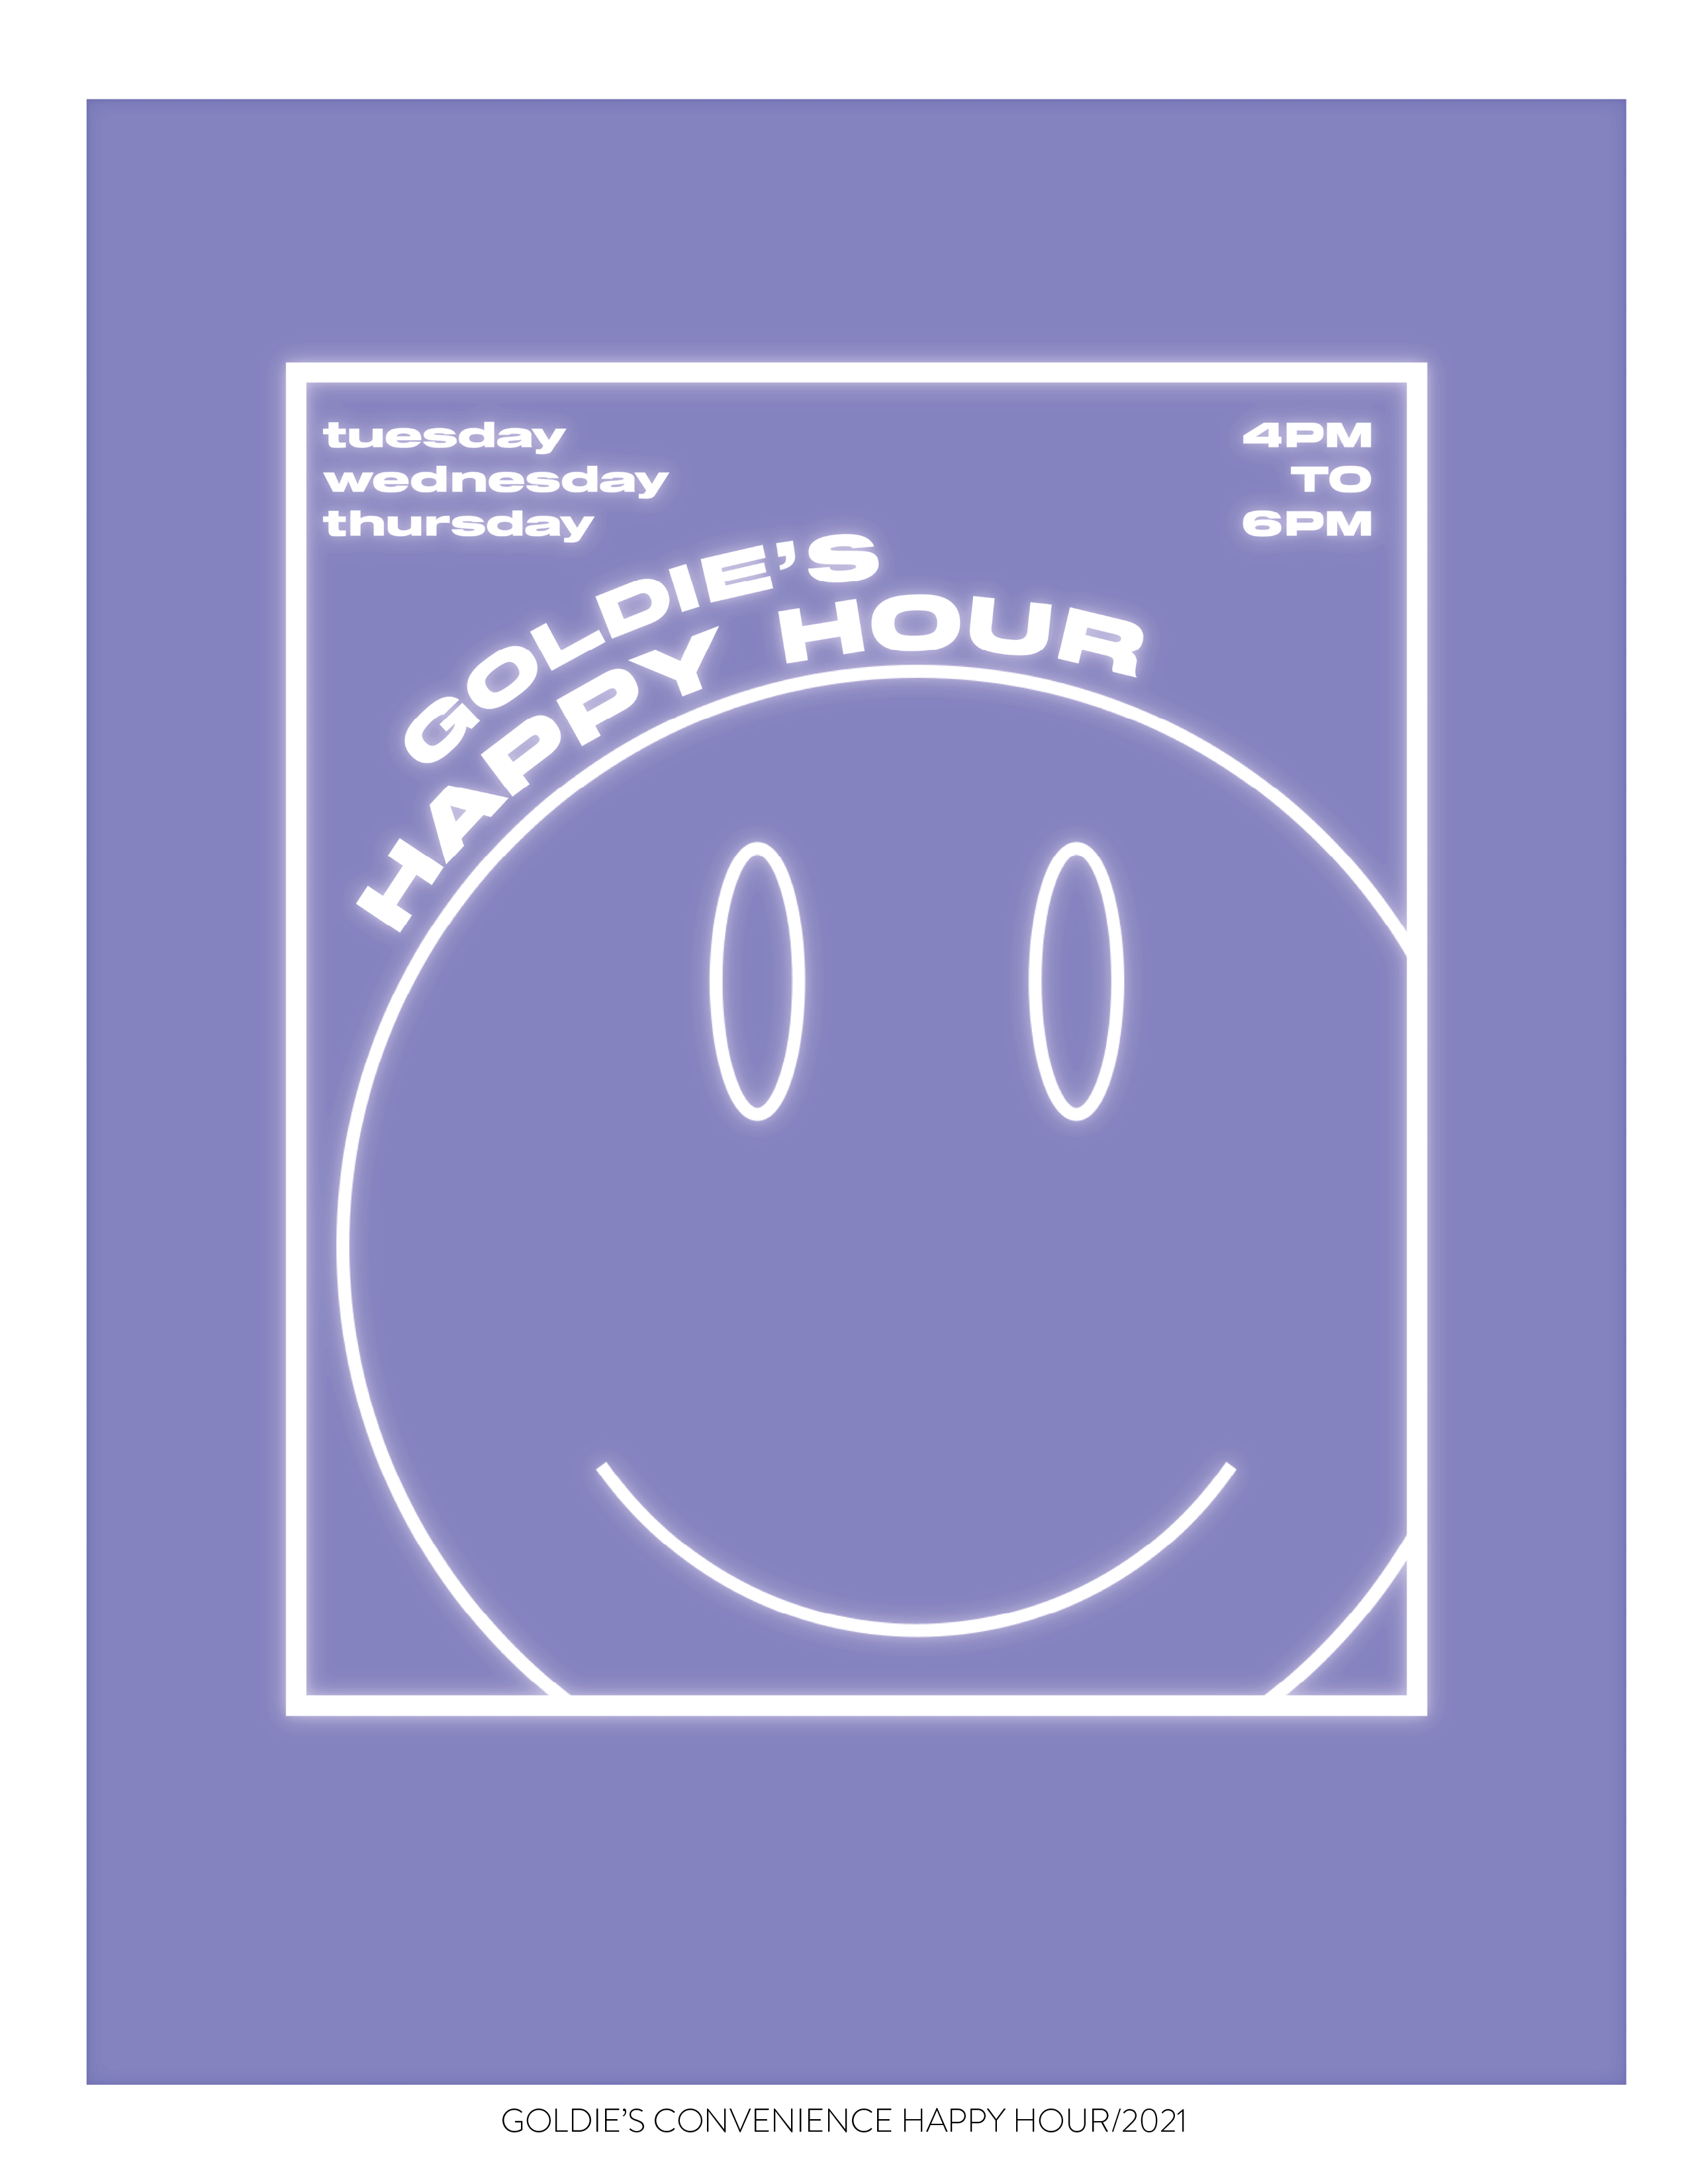 tuesday
wednesday
thursday
4PM
TO
6PM
GOLDIE’S
HAPPY HOUR
GOLDIE’S CONVENIENCE HAPPY HOUR/2021